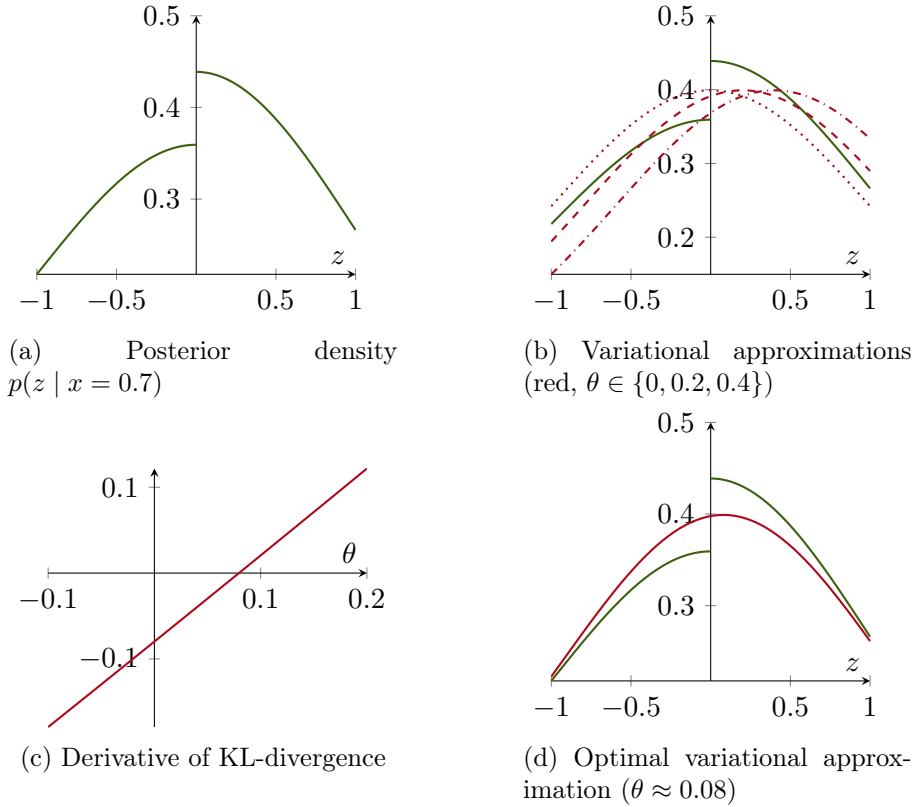 0.5
0.4
0.3
z
−1 −0.5 0.5 1
(a) Posterior density
p(z | x = 0.7)
0.5
0.4
0.3
0.2
z
−1 −0.5 0.5 1
(b) Variational approximations
(red, θ ∈ {0, 0.2, 0.4})
0.1
θ
−0.1 0.1 0.2
−0.1
(c) Derivative of KL-divergence
0.5
0.4
0.3
z
−1 −0.5 0.5 1
(d) Optimal variational approx-
imation (θ ≈ 0.08)